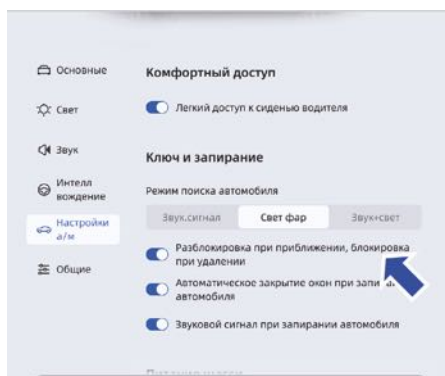 Основные
Свет
Звук
Интелл
вождение
Настройки
а/м
Общие
Комфортный доступ
Легкий доступ к сиденью водителя
Ключ и запирание
Режим поиска автомобиля
Звук.сигнал Свет фар Звук+свет
Разблокировка при приближении, блокировка
при удалении
Автоматическое закрытие окон при
автомобиля
Звуковой сигнал при запирании автомобиля